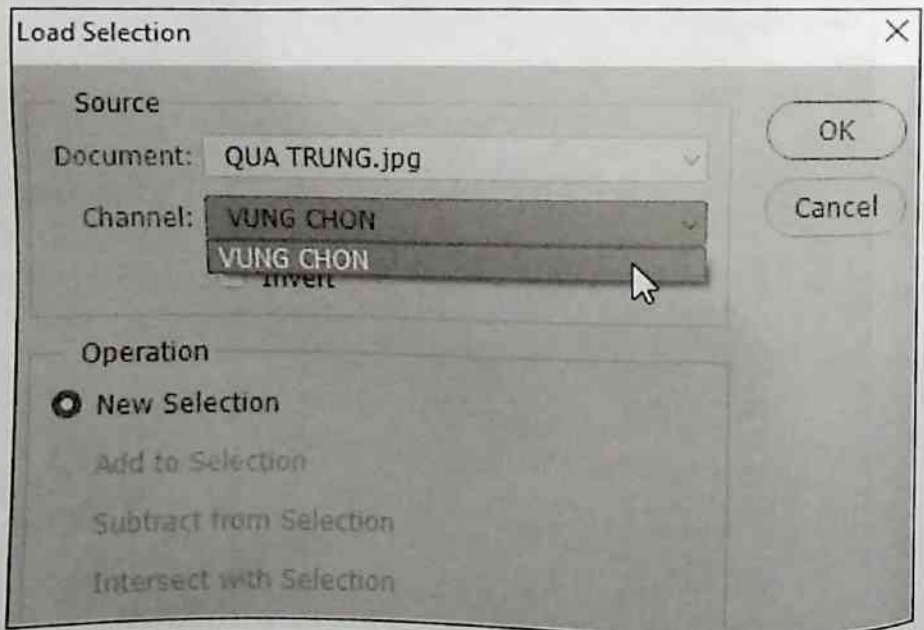 Load Selection
Source
Document: QUA TRUNG.jpg
OK
Channel: VUNG CHON
Cancel
VUNG CHON
Invert
Operation
New Selection
Add to Selection
Subtract from Selection
Intersect with Selection